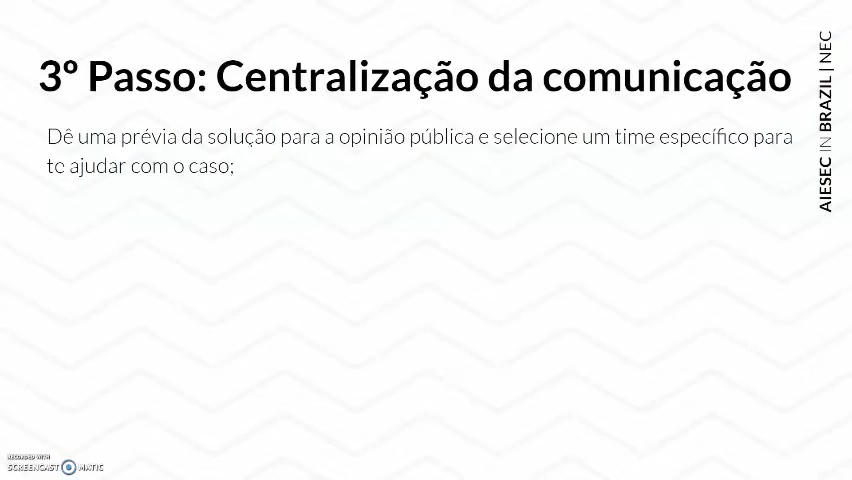 3º Passo: Centralização da comunicação
Dê uma prévia da solução para a opinião pública e selecione um time específico para
te ajudar com o caso;
AIESEC IN BRAZIL | NEC
RECORDED WITH
SCREENCAST MATIC